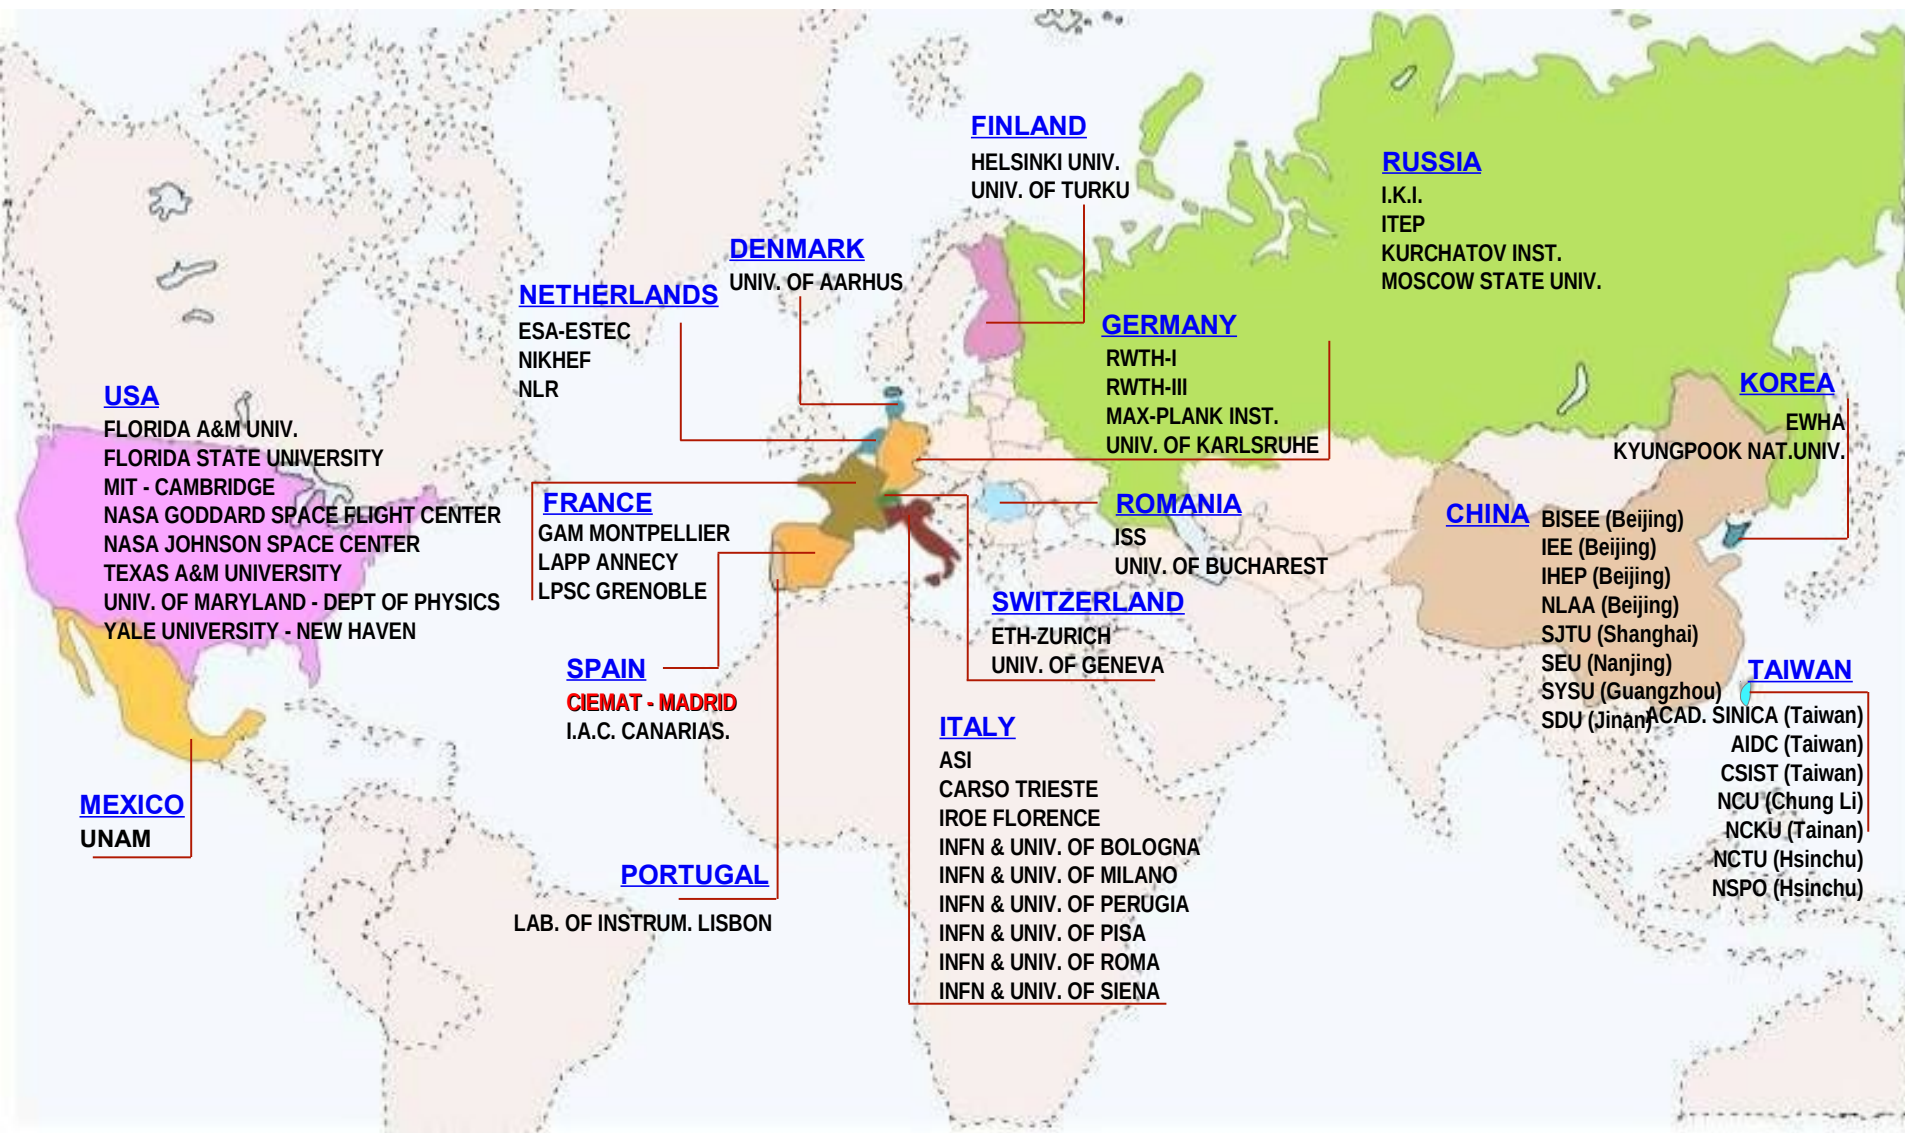 FINLAND
HELSINKI UNIV.
UNIV. OF TURKU
RUSSIA
I.K.I.
ITEP
KURCHATOV INST.
MOSCOW STATE UNIV.
DENMARK
UNIV. OF AARHUS
NETHERLANDS
ESA-ESTEC
NIKHEF
NLR
GERMANY
RWTH-I
RWTH-III
MAX-PLANK INST.
UNIV. OF KARLSRUHE
KOREA
EWHA
KYUNGPOOK NAT.UNIV.
USA
FLORIDA A&M UNIV.
FLORIDA STATE UNIVERSITY
MIT - CAMBRIDGE
NASA GODDARD SPACE FLIGHT CENTER
NASA JOHNSON SPACE CENTER
TEXAS A&M UNIVERSITY
UNIV. OF MARYLAND - DEPT OF PHYSICS
YALE UNIVERSITY - NEW HAVEN
FRANCE
GAM MONTPELLIER
LAPP ANNECY
LPSC GRENOBLE
ROMANIA
ISS
UNIV. OF BUCHAREST
CHINA
BISEE (Beijing)
IEE (Beijing)
IHEP (Beijing)
NLAA (Beijing)
SJTU (Shanghai)
SEU (Nanjing)
SYSU (Guangzhou)
SDU (Jinan)
SWITZERLAND
ETH-ZURICH
UNIV. OF GENEVA
SPAIN
CIEMAT - MADRID
I.A.C. CANARIAS.
TAIWAN
ACAD. SINICA (Taiwan)
AIDC (Taiwan)
CSIST (Taiwan)
NCU (Chung Li)
NCKU (Tainan)
NCTU (Hsinchu)
NSPO (Hsinchu)
ITALY
ASI
CARSO TRIESTE
IROE FLORENCE
INFN & UNIV. OF BOLOGNA
INFN & UNIV. OF MILANO
INFN & UNIV. OF PERUGIA
INFN & UNIV. OF PISA
INFN & UNIV. OF ROMA
INFN & UNIV. OF SIENA
MEXICO
UNAM
PORTUGAL
LAB. OF INSTRUM. LISBON